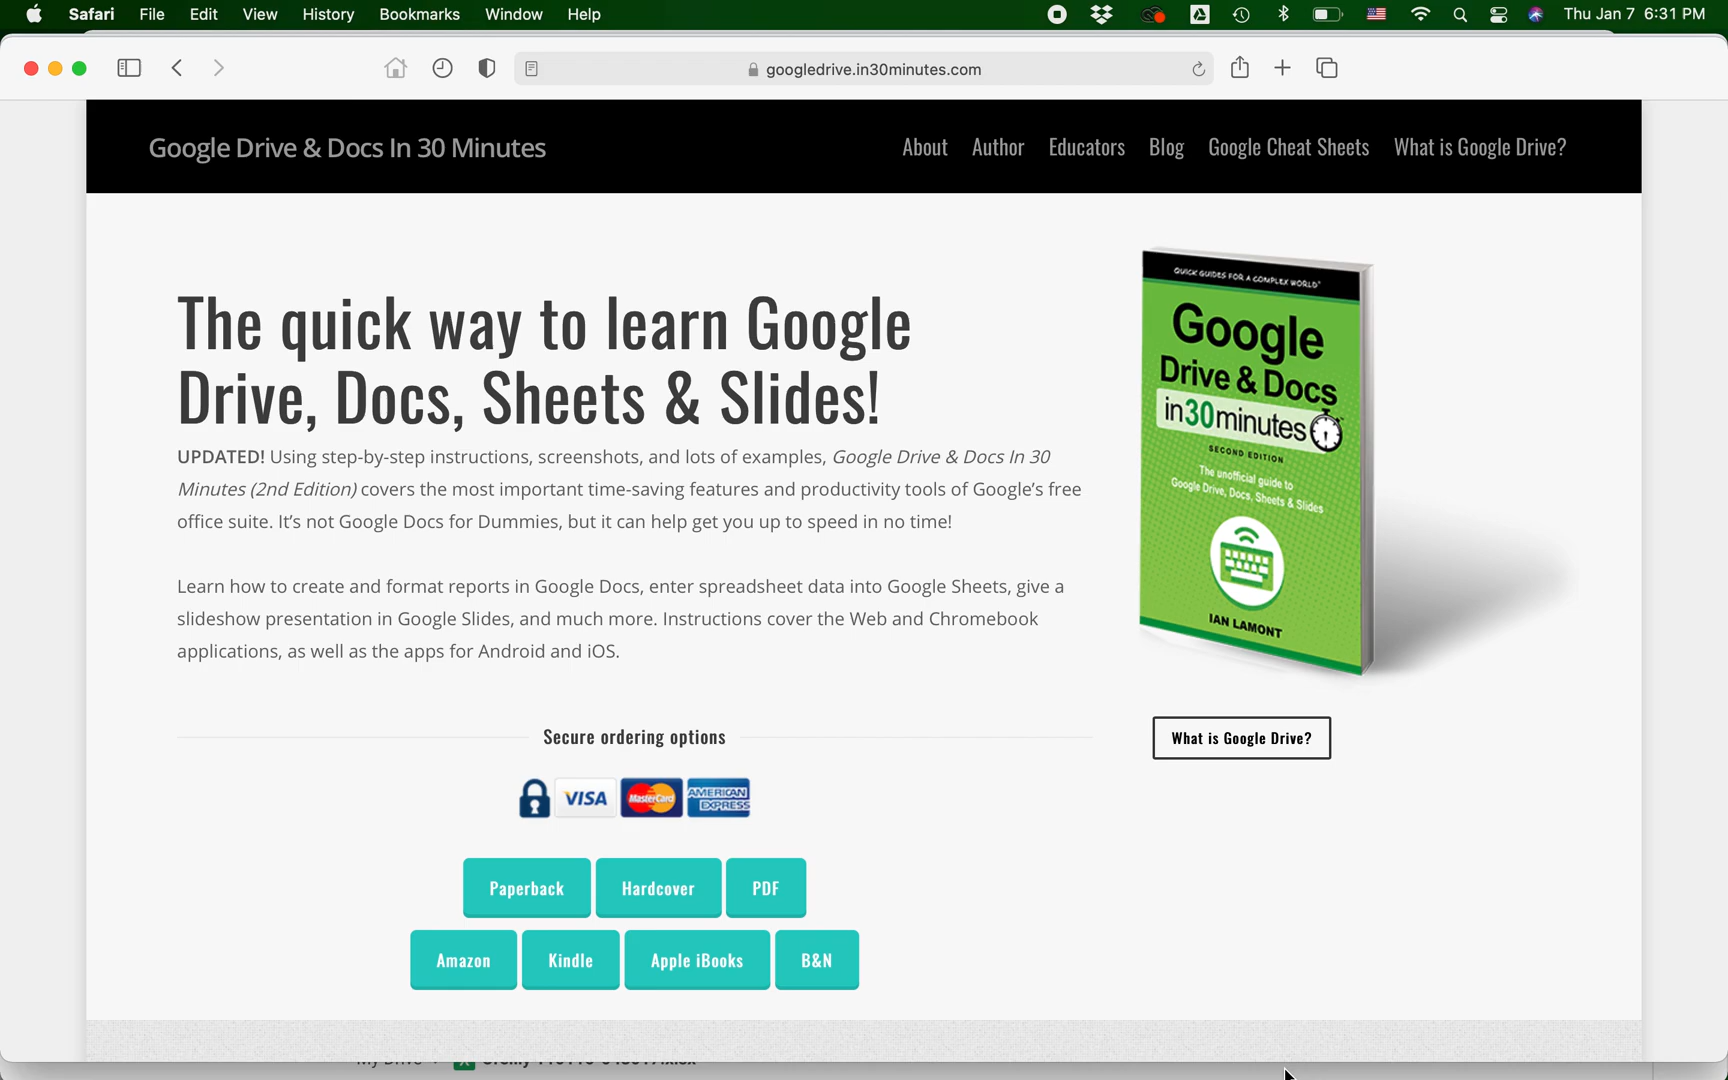 Safari File Edit View History Bookmarks Window Help Thu Jan 7 6:31 PM
googledrive.in30minutes.com
Google Drive & Docs In 30 Minutes About Author Educators Blog Google Cheat Sheets What is Google Drive?
The quick way to learn Google
Drive, Docs, Sheets & Slides!
UPDATED! Using step-by-step instructions, screenshots, and lots of examples, Google Drive & Docs In 30
Minutes (2nd Edition) covers the most important time-saving features and productivity tools of Google's free
office suite. It's not Google Docs for Dummies, but it can help get you up to speed in no time!
Learn how to create and format reports in Google Docs, enter spreadsheet data into Google Sheets, give a
slideshow presentation in Google Slides, and much more. Instructions cover the Web and Chromebook
applications, as well as the apps for Android and iOS.
QUICK GUIDES FOR A COMPLEX WORLD™
Google
Drive & Docs
in30minutes™
SECOND EDITION
The unofficial guide to
Google Drive, Docs, Sheets & Slides
IAN LAMONT
What is Google Drive?
Secure ordering options
VISA MasterCard AMERICAN EXPRESS
Paperback Hardcover PDF
Amazon Kindle Apple iBooks B&N
My Drive